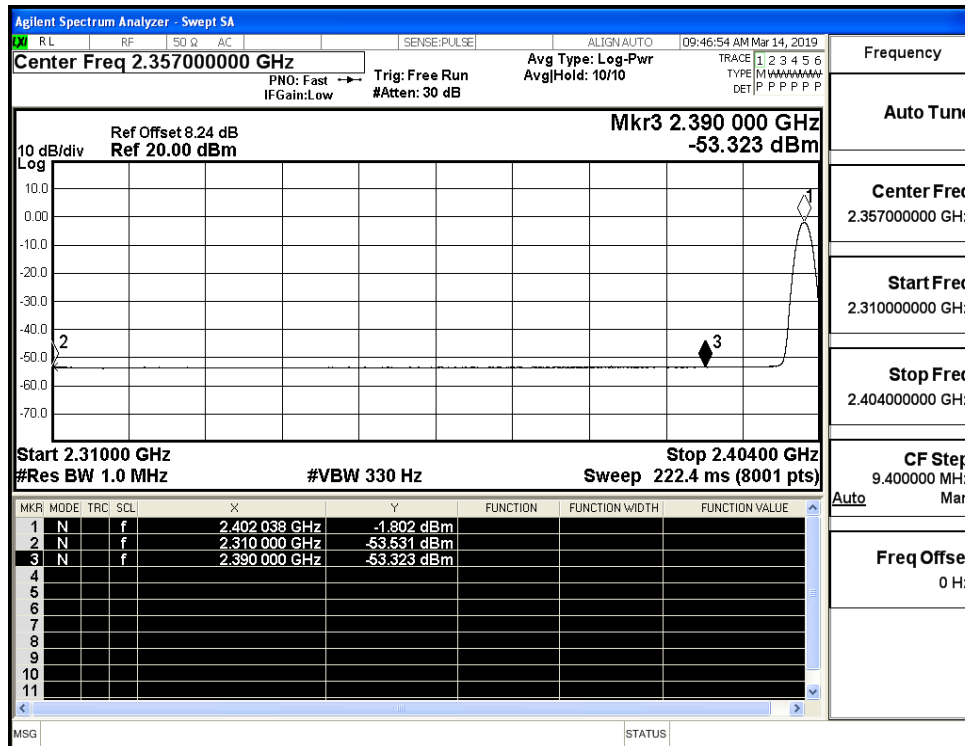 Agilent Spectrum Analyzer - Swept SA
LXI RL RF 50 Ω AC SENSE:PULSE ALIGN AUTO 09:46:54 AM Mar 14, 2019
Center Freq 2.357000000 GHz
PNO: Fast
IFGain:Low
Trig: Free Run
#Atten: 30 dB
Avg Type: Log-Pwr
Avg|Hold: 10/10
TRACE 1 2 3 4 5 6
TYPE M W W W W W
DET P P P P P P
Ref Offset 8.24 dB
10 dB/div Ref 20.00 dBm
Log
Mkr3 2.390 000 GHz
-53.323 dBm
10.0
0.00
-10.0
-20.0
-30.0
-40.0
-50.0
-60.0
-70.0
1
2
3
Start 2.31000 GHz Stop 2.40400 GHz
#Res BW 1.0 MHz #VBW 330 Hz Sweep 222.4 ms (8001 pts)
MKR MODE TRC SCL X Y FUNCTION FUNCTION WIDTH FUNCTION VALUE
1 N f 2.402 038 GHz -1.802 dBm
2 N f 2.310 000 GHz -53.531 dBm
3 N f 2.390 000 GHz -53.323 dBm
4
5
6
7
8
9
10
11
MSG STATUS
Frequency
Auto Tune
Center Freq
2.357000000 GHz
Start Freq
2.310000000 GHz
Stop Freq
2.404000000 GHz
CF Step
9.400000 MHz
Auto Man
Freq Offset
0 Hz